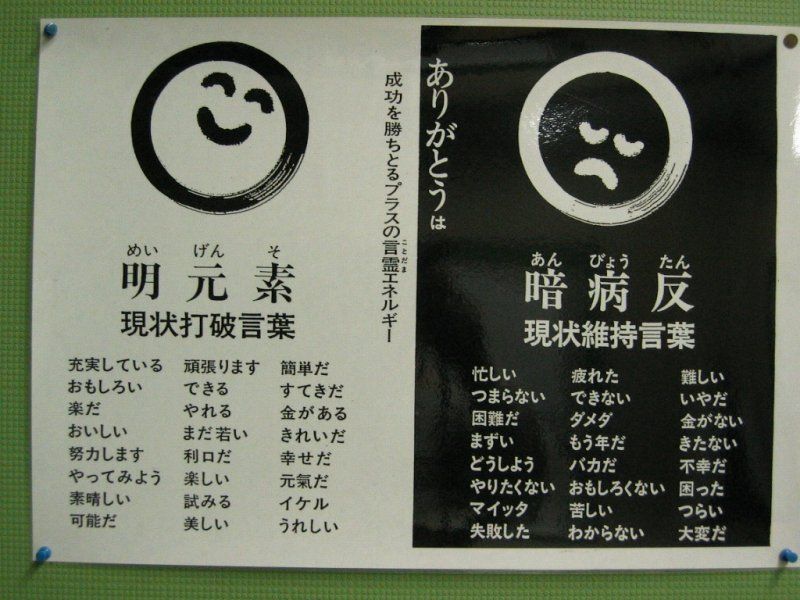 ありがとうは
成功を勝ちとるプラスの言霊エネルギー
ことだま
あん びょう たん
暗 病 反
現状維持言葉
忙しい 疲れた 難しい
つまらない できない いやだ
困難だ ダメダ 金がない
まずい もう年だ きたない
どうしよう バカだ 不幸だ
やりたくない おもしろくない 困った
マイッタ 苦しい つらい
失敗した わからない 大変だ
めい げん そ
明 元 素
現状打破言葉
充実している 頑張ります 簡単だ
おもしろい できる すてきだ
楽だ やれる 金がある
おいしい まだ若い きれいだ
努力します 利口だ 幸せだ
やってみよう 楽しい 元氣だ
素晴しい 試みる イケル
可能だ 美しい うれしい